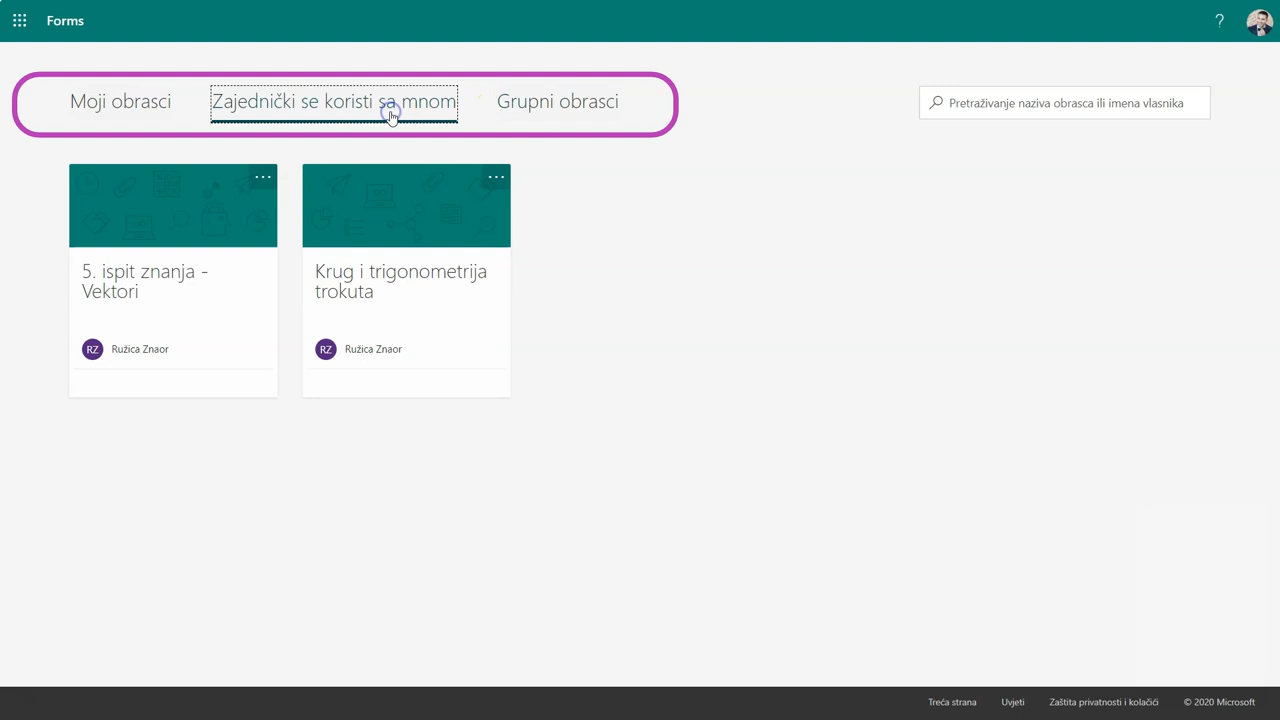 Forms
?
Moji obrasci
Zajednički se koristi sa mnom
Grupni obrasci
Pretraživanje naziva obrasca ili imena vlasnika
5. ispit znanja -
Vektori
RZ Ružica Znaor
Krug i trigonometrija
trokuta
RZ Ružica Znaor
Treća strana
Uvjeti
Zaštita privatnosti i kolačići
© 2020 Microsoft